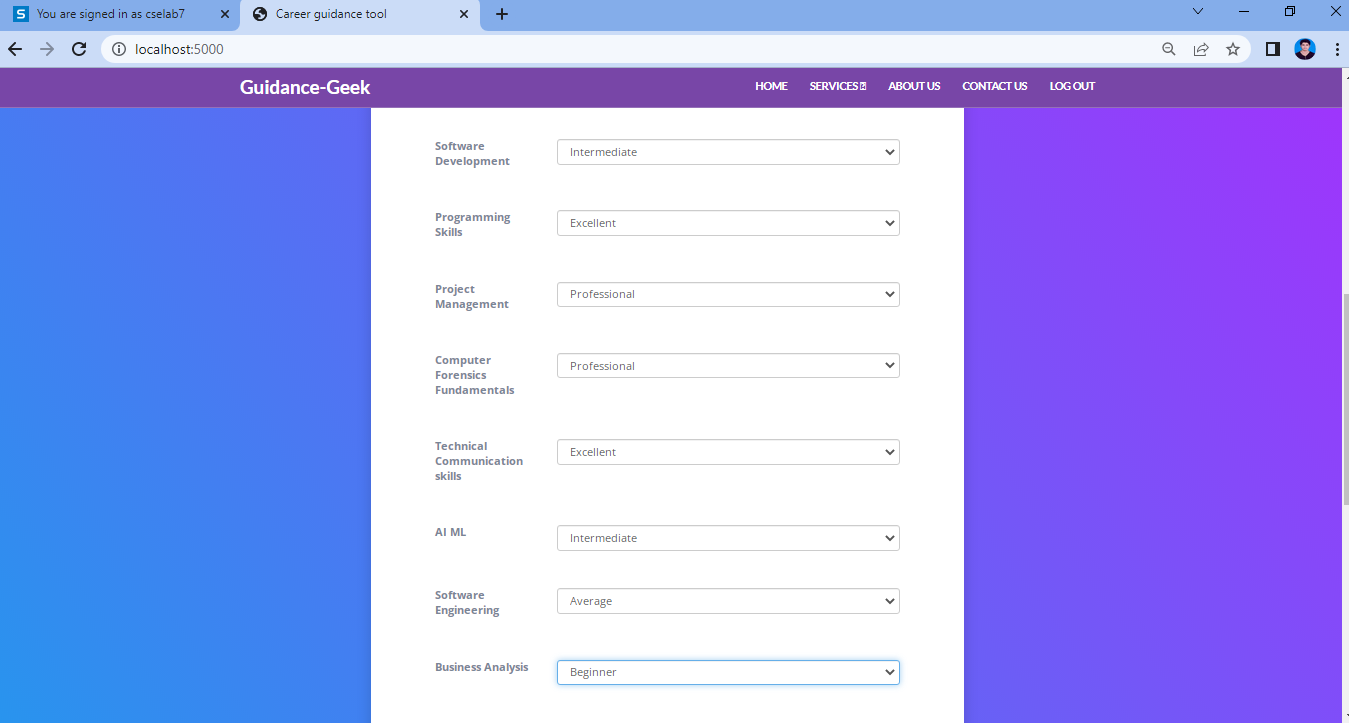 You are signed in as cselab7
Career guidance tool
localhost:5000
Guidance-Geek
HOME SERVICES ABOUT US CONTACT US LOG OUT
Software
Development
Intermediate
Programming
Skills
Excellent
Project
Management
Professional
Computer
Forensics
Fundamentals
Professional
Technical
Communication
skills
Excellent
AI ML
Intermediate
Software
Engineering
Average
Business Analysis
Beginner